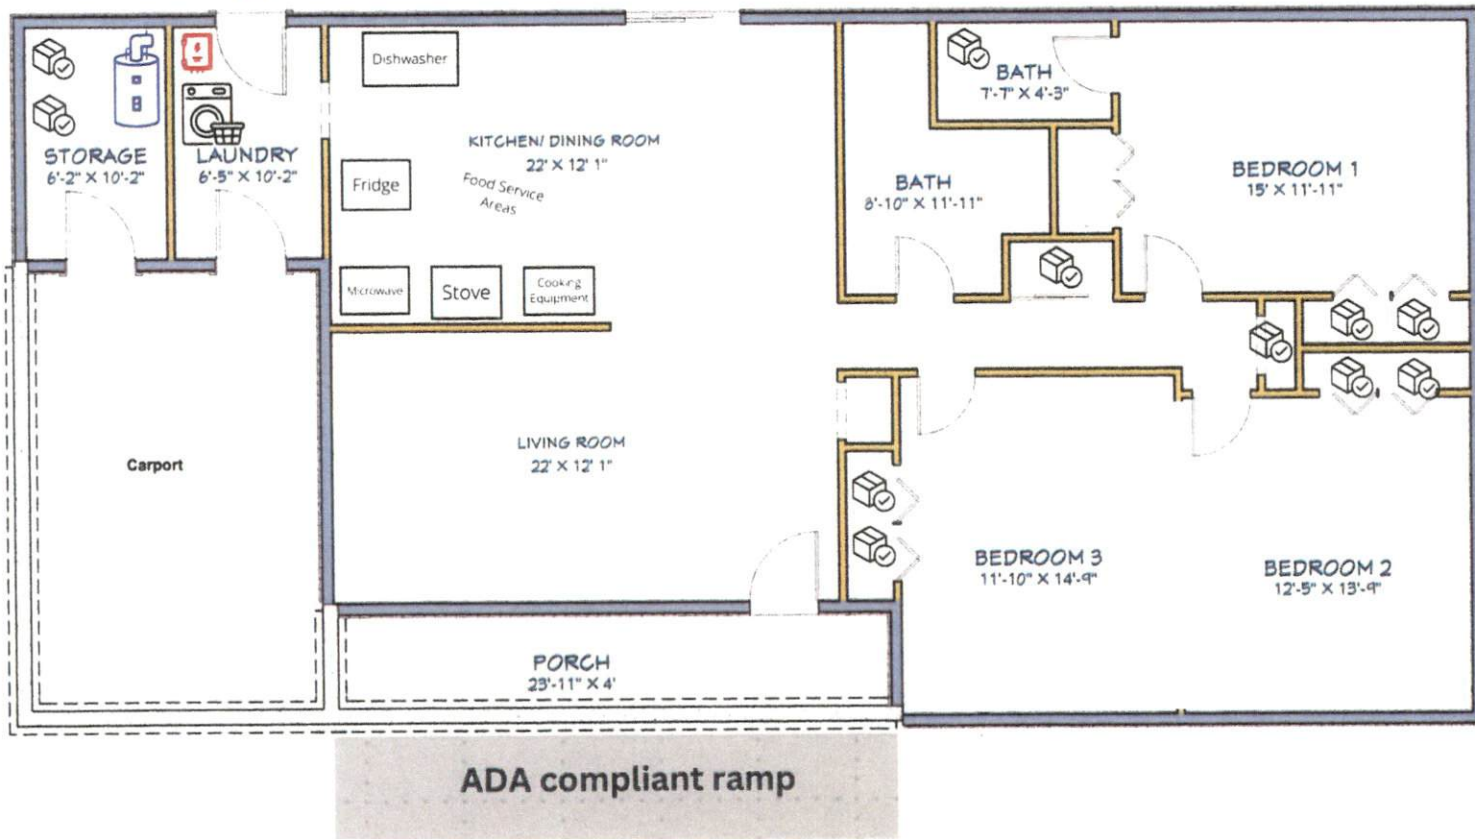 Dishwasher
BATH
7'-7" X 4'-3"
KITCHEN/ DINING ROOM
22' X 12' 1"
STORAGE
6'-2" X 10'-2"
LAUNDRY
6'-5" X 10'-2"
Fridge
Food Service
Areas
BATH
8'-10" X 11'-11"
BEDROOM 1
15' X 11'-11"
Microwave
Stove
Cooking
Equipment
Carport
LIVING ROOM
22' X 12' 1"
BEDROOM 3
11'-10" X 14'-9"
BEDROOM 2
12'-5" X 13'-9"
PORCH
23'-11" X 4'
ADA compliant ramp